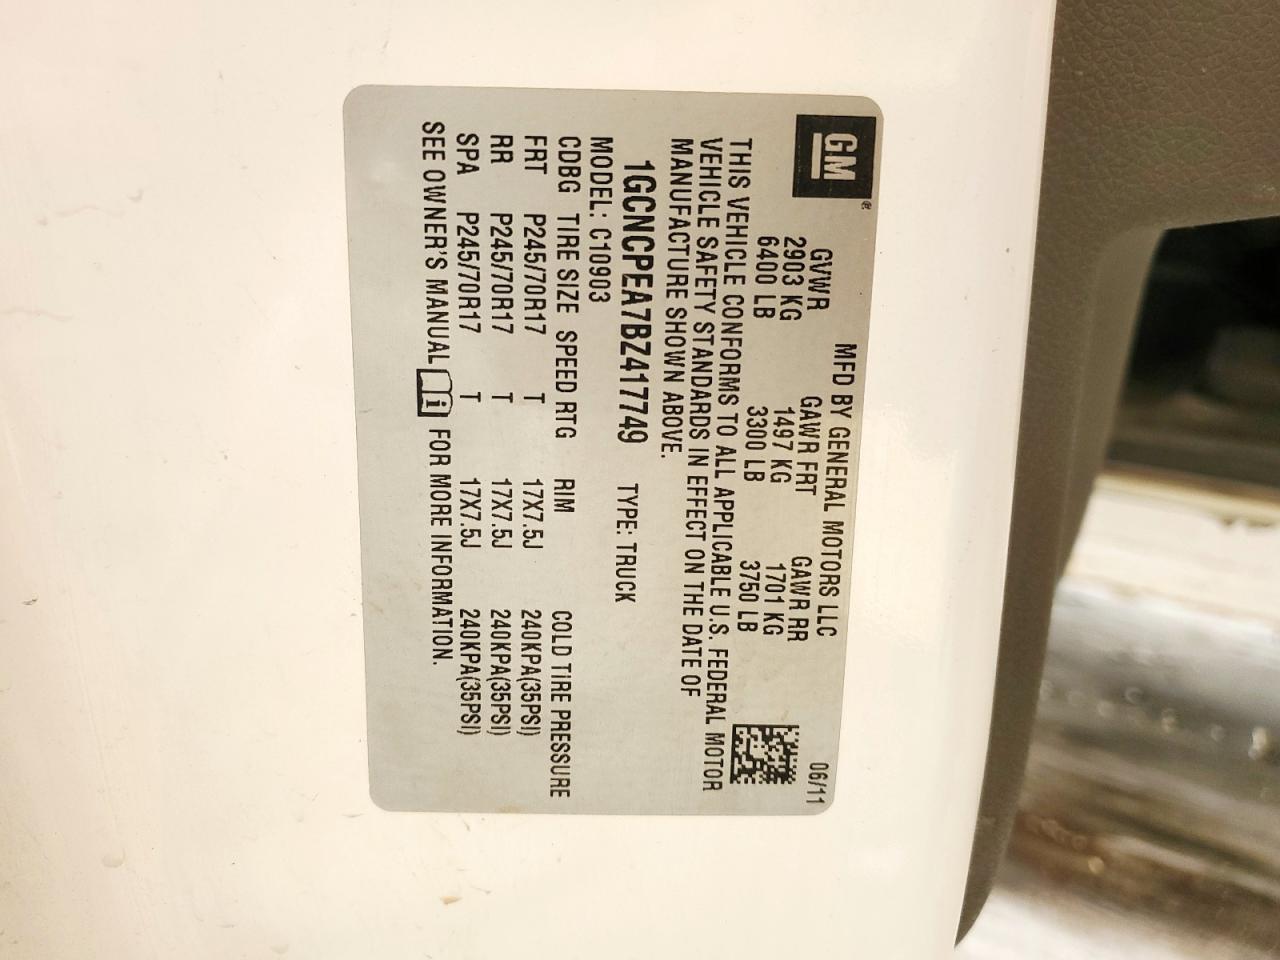 GM®
MFD BY GENERAL MOTORS LLC 06/11
GVWR GAWR FRT GAWR RR
2903 KG 1497 KG 1701 KG
6400 LB 3300 LB 3750 LB
THIS VEHICLE CONFORMS TO ALL APPLICABLE U.S. FEDERAL MOTOR
VEHICLE SAFETY STANDARDS IN EFFECT ON THE DATE OF
MANUFACTURE SHOWN ABOVE.
1GCNCPEA7BZ417749 TYPE: TRUCK
MODEL: C10903
CDBG TIRE SIZE SPEED RTG RIM COLD TIRE PRESSURE
FRT P245/70R17 T 17X7.5J 240KPA(35PSI)
RR P245/70R17 T 17X7.5J 240KPA(35PSI)
SPA P245/70R17 T 17X7.5J 240KPA(35PSI)
SEE OWNER'S MANUAL i FOR MORE INFORMATION.